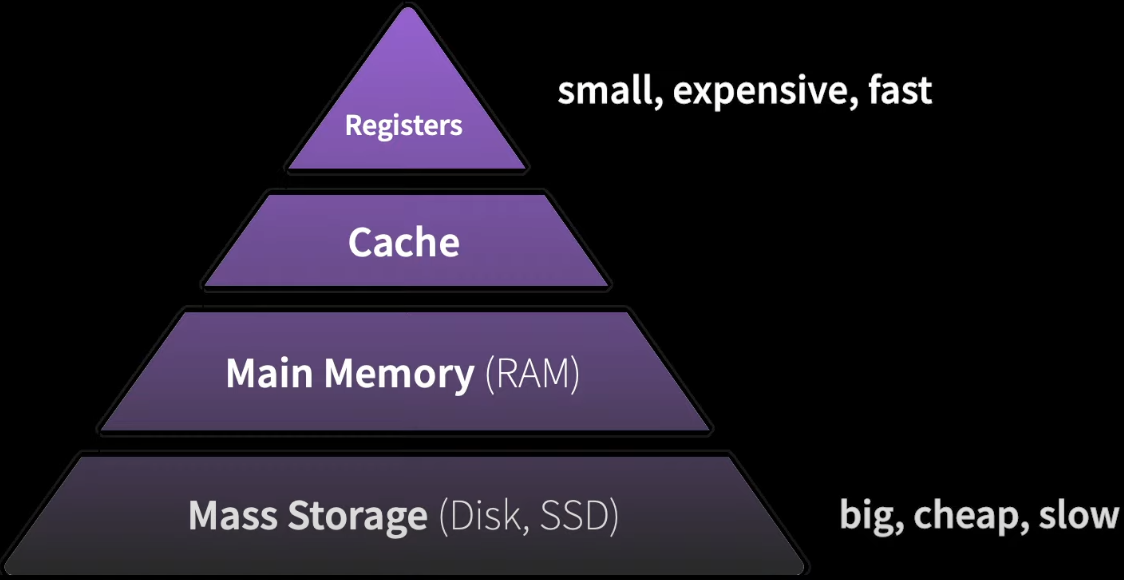 Registers
small, expensive, fast
Cache
Main Memory (RAM)
Mass Storage (Disk, SSD)
big, cheap, slow